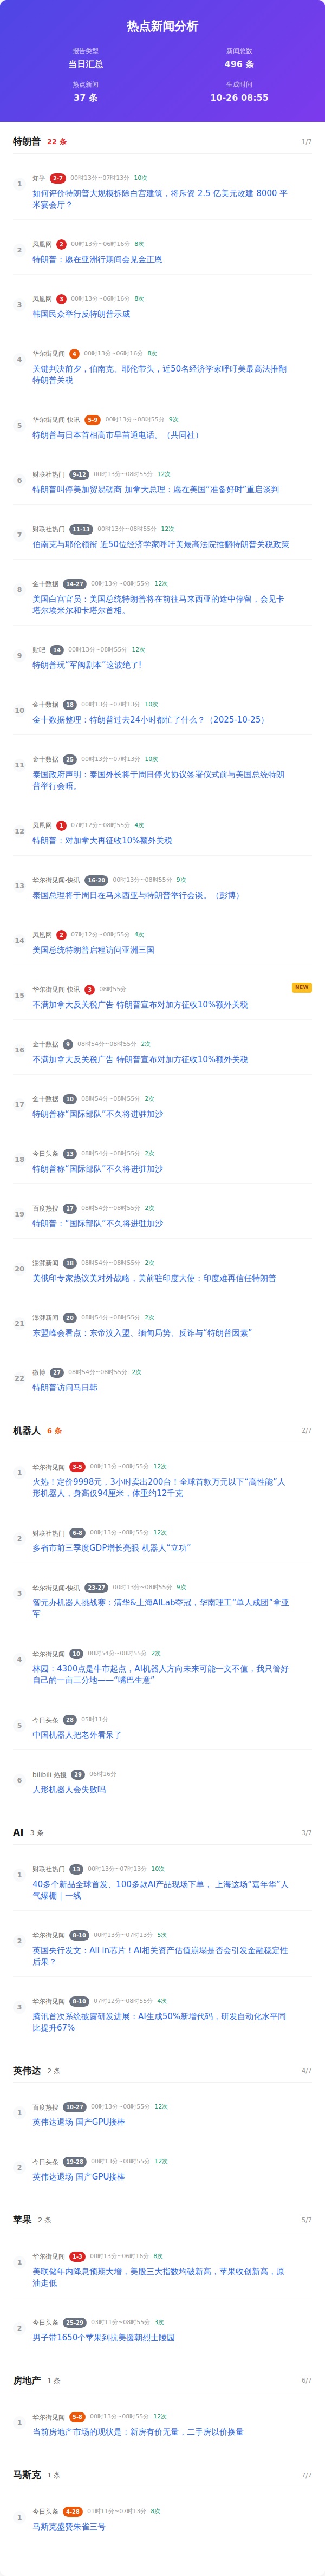 热点新闻分析
报告类型
当日汇总
新闻总数
496 条
热点新闻
37 条
生成时间
10-26 08:55
特朗普 22 条 1/7
1
知乎 2-7 00时13分~07时13分 10次
如何评价特朗普大规模拆除白宫建筑，将斥资 2.5 亿美元改建 8000 平
米宴会厅？
2
凤凰网 2 00时13分~06时16分 8次
特朗普：愿在亚洲行期间会见金正恩
3
凤凰网 3 00时13分~06时16分 8次
韩国民众举行反特朗普示威
4
华尔街见闻 4 00时13分~06时16分 8次
关键判决前夕，伯南克、耶伦带头，近50名经济学家呼吁美最高法推翻
特朗普关税
5
华尔街见闻-快讯 5-9 00时13分~08时55分 9次
特朗普与日本首相高市早苗通电话。（共同社）
6
财联社热门 9-12 00时13分~08时55分 12次
特朗普叫停美加贸易磋商 加拿大总理：愿在美国“准备好时”重启谈判
7
财联社热门 11-13 00时13分~08时55分 12次
伯南克与耶伦领衔 近50位经济学家呼吁美最高法院推翻特朗普关税政策
8
金十数据 14-27 00时13分~08时55分 12次
美国白宫官员：美国总统特朗普将在前往马来西亚的途中停留，会见卡
塔尔埃米尔和卡塔尔首相。
9
贴吧 14 00时13分~08时55分 12次
特朗普玩“军阀剧本”这波绝了!
10
金十数据 18 00时13分~07时13分 10次
金十数据整理：特朗普过去24小时都忙了什么？（2025-10-25）
11
金十数据 25 00时13分~07时13分 10次
泰国政府声明：泰国外长将于周日停火协议签署仪式前与美国总统特朗
普举行会晤。
12
凤凰网 1 07时12分~08时55分 4次
特朗普：对加拿大再征收10%额外关税
13
华尔街见闻-快讯 16-20 00时13分~08时55分 9次
泰国总理将于周日在马来西亚与特朗普举行会谈。（彭博）
14
凤凰网 2 07时12分~08时55分 4次
美国总统特朗普启程访问亚洲三国
15
华尔街见闻-快讯 3 08时55分 NEW
不满加拿大反关税广告 特朗普宣布对加方征收10%额外关税
16
金十数据 9 08时54分~08时55分 2次
不满加拿大反关税广告 特朗普宣布对加方征收10%额外关税
17
金十数据 10 08时54分~08时55分 2次
特朗普称“国际部队”不久将进驻加沙
18
今日头条 13 08时54分~08时55分 2次
特朗普称“国际部队”不久将进驻加沙
19
百度热搜 17 08时54分~08时55分 2次
特朗普：“国际部队”不久将进驻加沙
20
澎湃新闻 18 08时54分~08时55分 2次
美俄印专家热议美对外战略，美前驻印度大使：印度难再信任特朗普
21
澎湃新闻 20 08时54分~08时55分 2次
东盟峰会看点：东帝汶入盟、缅甸局势、反诈与“特朗普因素”
22
微博 27 08时54分~08时55分 2次
特朗普访问马日韩
机器人 6 条 2/7
1
华尔街见闻 3-5 00时13分~08时55分 12次
火热！定价9998元，3小时卖出200台！全球首款万元以下“高性能”人
形机器人，身高仅94厘米，体重约12千克
2
财联社热门 6-8 00时13分~08时55分 12次
多省市前三季度GDP增长亮眼 机器人“立功”
3
华尔街见闻-快讯 23-27 00时13分~08时55分 9次
智元办机器人挑战赛：清华&上海AILab夺冠，华南理工“单人成团”拿亚
军
4
华尔街见闻 10 08时54分~08时55分 2次
林园：4300点是牛市起点，AI机器人方向未来可能一文不值，我只管好
自己的一亩三分地——“嘴巴生意”
5
今日头条 28 05时11分
中国机器人把老外看呆了
6
bilibili 热搜 29 06时16分
人形机器人会失败吗
AI 3 条 3/7
1
财联社热门 13 00时13分~07时13分 10次
40多个新品全球首发、100多款AI产品现场下单， 上海这场“嘉年华”人
气爆棚｜一线
2
华尔街见闻 8-10 00时13分~07时13分 5次
英国央行发文：All in芯片！AI相关资产估值崩塌是否会引发金融稳定性
后果？
3
华尔街见闻 8-10 07时12分~08时55分 4次
腾讯首次系统披露研发进展：AI生成50%新增代码，研发自动化水平同
比提升67%
英伟达 2 条 4/7
1
百度热搜 10-27 00时13分~08时55分 12次
英伟达退场 国产GPU接棒
2
今日头条 19-28 00时13分~08时55分 12次
英伟达退场 国产GPU接棒
苹果 2 条 5/7
1
华尔街见闻 1-3 00时13分~06时16分 8次
美联储年内降息预期大增，美股三大指数均破新高，苹果收创新高，原
油走低
2
今日头条 25-29 03时11分~08时55分 3次
男子带1650个苹果到抗美援朝烈士陵园
房地产 1 条 6/7
1
华尔街见闻 5-8 00时13分~08时55分 12次
当前房地产市场的现状是：新房有价无量，二手房以价换量
马斯克 1 条 7/7
1
今日头条 4-28 01时11分~07时13分 8次
马斯克盛赞朱雀三号